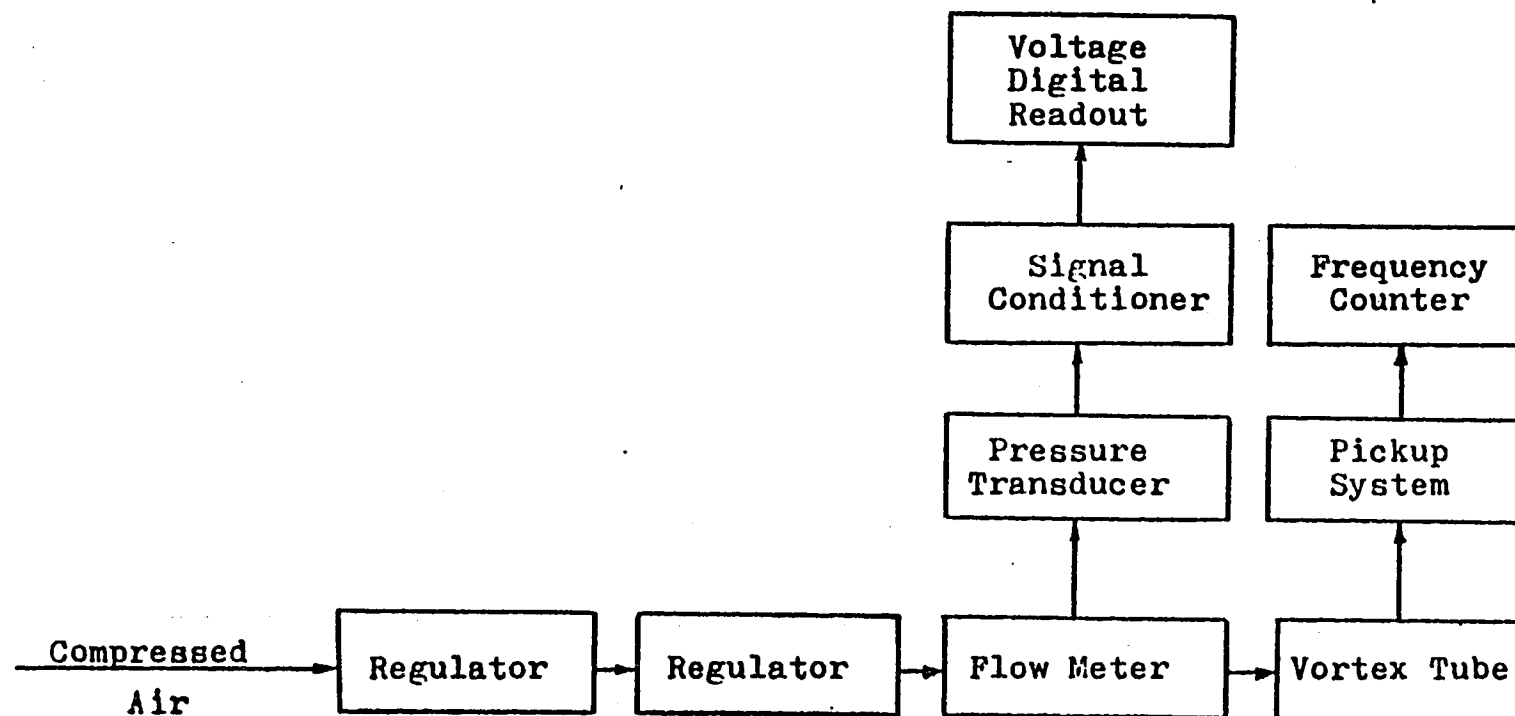 Voltage
Digital
Readout
Signal
Conditioner
Frequency
Counter
Pressure
Transducer
Pickup
System
Compressed
Air
Regulator
Regulator
Flow Meter
Vortex Tube